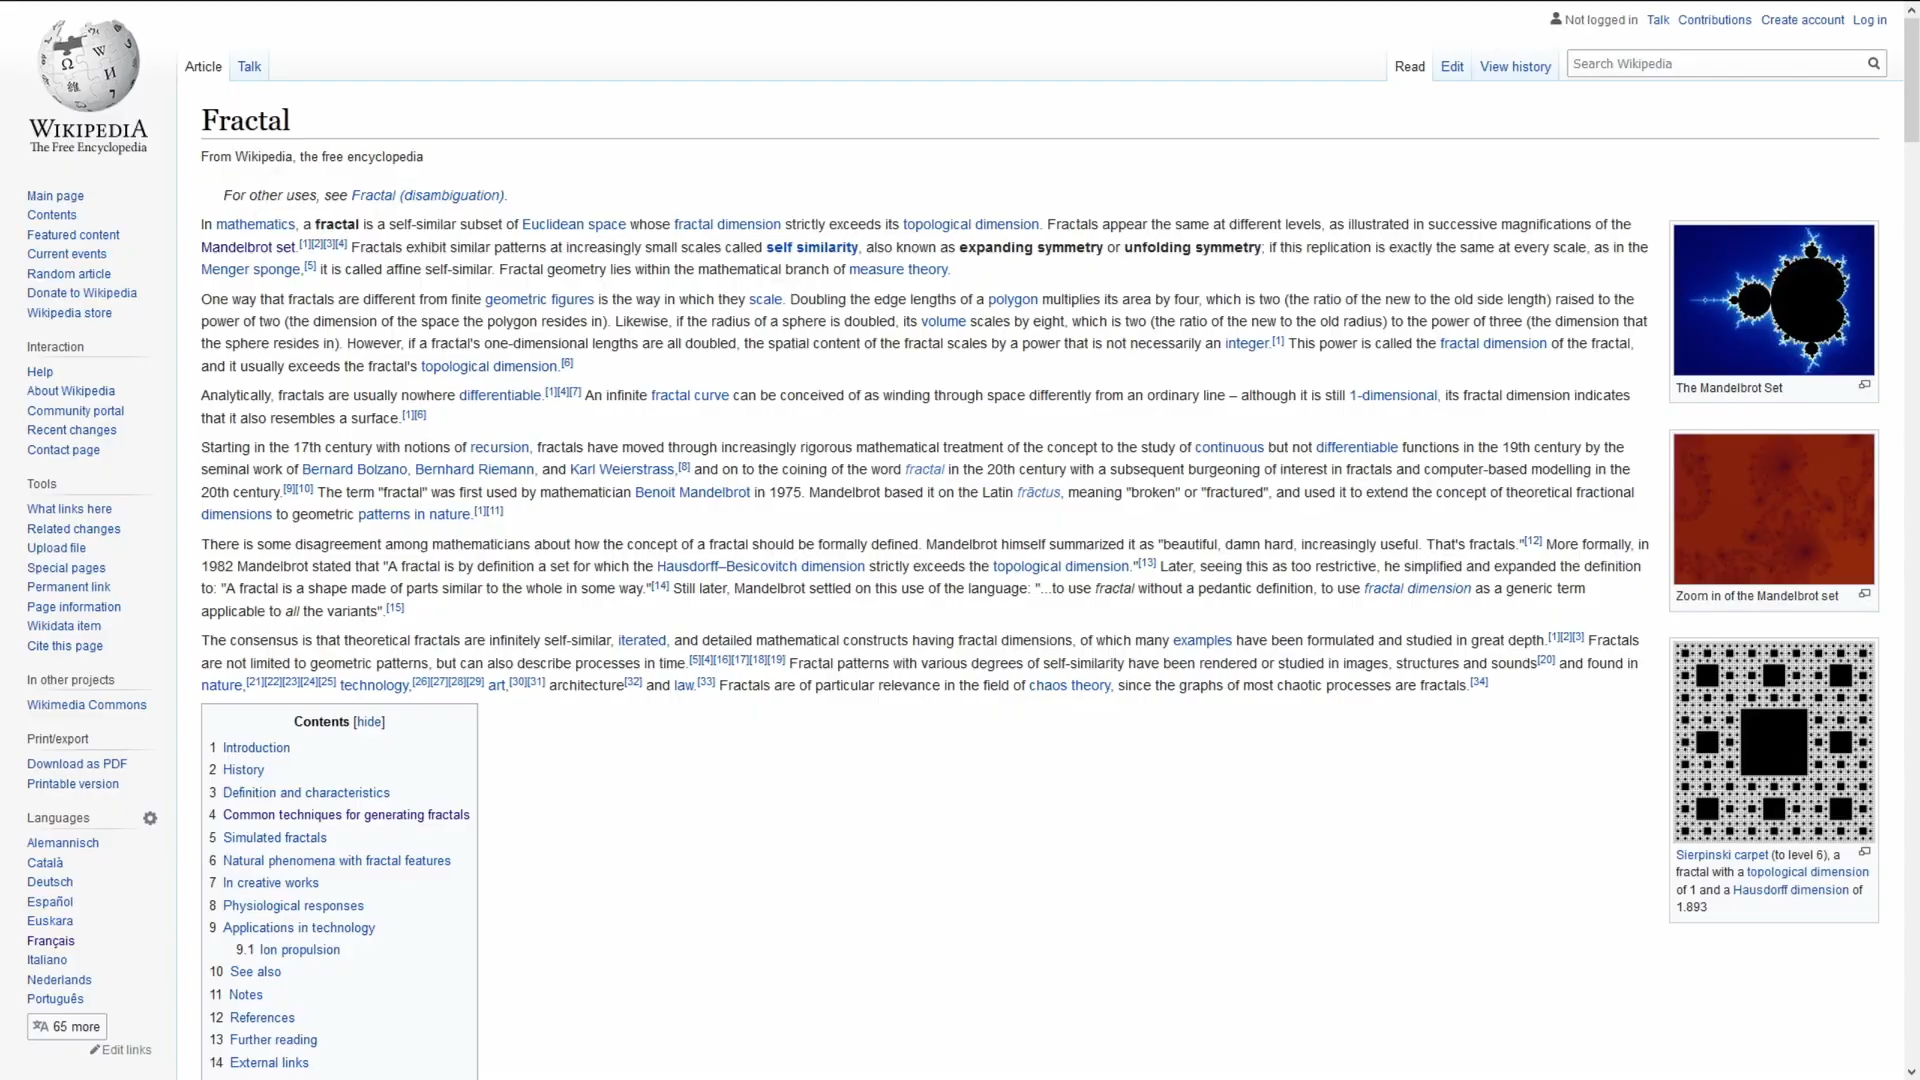 Not logged in Talk Contributions Create account Log in
Article Talk
Read Edit View history
Search Wikipedia
WIKIPEDIA
The Free Encyclopedia
Main page
Contents
Featured content
Current events
Random article
Donate to Wikipedia
Wikipedia store
Interaction
Help
About Wikipedia
Community portal
Recent changes
Contact page
Tools
What links here
Related changes
Upload file
Special pages
Permanent link
Page information
Wikidata item
Cite this page
In other projects
Wikimedia Commons
Print/export
Download as PDF
Printable version
Languages
Alemannisch
Català
Deutsch
Español
Euskara
Français
Italiano
Nederlands
Português
65 more
Edit links
Fractal
From Wikipedia, the free encyclopedia
For other uses, see Fractal (disambiguation).
In mathematics, a fractal is a self-similar subset of Euclidean space whose fractal dimension strictly exceeds its topological dimension. Fractals appear the same at different levels, as illustrated in successive magnifications of the
Mandelbrot set.[1][2][3][4] Fractals exhibit similar patterns at increasingly small scales called self similarity, also known as expanding symmetry or unfolding symmetry; if this replication is exactly the same at every scale, as in the
Menger sponge,[5] it is called affine self-similar. Fractal geometry lies within the mathematical branch of measure theory.
One way that fractals are different from finite geometric figures is the way in which they scale. Doubling the edge lengths of a polygon multiplies its area by four, which is two (the ratio of the new to the old side length) raised to the
power of two (the dimension of the space the polygon resides in). Likewise, if the radius of a sphere is doubled, its volume scales by eight, which is two (the ratio of the new to the old radius) to the power of three (the dimension that
the sphere resides in). However, if a fractal's one-dimensional lengths are all doubled, the spatial content of the fractal scales by a power that is not necessarily an integer.[1] This power is called the fractal dimension of the fractal,
and it usually exceeds the fractal's topological dimension.[6]
Analytically, fractals are usually nowhere differentiable.[1][4][7] An infinite fractal curve can be conceived of as winding through space differently from an ordinary line – although it is still 1-dimensional, its fractal dimension indicates
that it also resembles a surface.[1][6]
Starting in the 17th century with notions of recursion, fractals have moved through increasingly rigorous mathematical treatment of the concept to the study of continuous but not differentiable functions in the 19th century by the
seminal work of Bernard Bolzano, Bernhard Riemann, and Karl Weierstrass,[8] and on to the coining of the word fractal in the 20th century with a subsequent burgeoning of interest in fractals and computer-based modelling in the
20th century.[9][10] The term "fractal" was first used by mathematician Benoit Mandelbrot in 1975. Mandelbrot based it on the Latin frāctus, meaning "broken" or "fractured", and used it to extend the concept of theoretical fractional
dimensions to geometric patterns in nature.[1][11]
There is some disagreement among mathematicians about how the concept of a fractal should be formally defined. Mandelbrot himself summarized it as "beautiful, damn hard, increasingly useful. That's fractals."[12] More formally, in
1982 Mandelbrot stated that "A fractal is by definition a set for which the Hausdorff–Besicovitch dimension strictly exceeds the topological dimension."[13] Later, seeing this as too restrictive, he simplified and expanded the definition
to: "A fractal is a shape made of parts similar to the whole in some way."[14] Still later, Mandelbrot settled on this use of the language: "...to use fractal without a pedantic definition, to use fractal dimension as a generic term
applicable to all the variants".[15]
The consensus is that theoretical fractals are infinitely self-similar, iterated, and detailed mathematical constructs having fractal dimensions, of which many examples have been formulated and studied in great depth.[1][2][3] Fractals
are not limited to geometric patterns, but can also describe processes in time.[5][4][16][17][18][19] Fractal patterns with various degrees of self-similarity have been rendered or studied in images, structures and sounds[20] and found in
nature,[21][22][23][24][25] technology,[26][27][28][29] art,[30][31] architecture[32] and law.[33] Fractals are of particular relevance in the field of chaos theory, since the graphs of most chaotic processes are fractals.[34]
Contents [hide]
1 Introduction
2 History
3 Definition and characteristics
4 Common techniques for generating fractals
5 Simulated fractals
6 Natural phenomena with fractal features
7 In creative works
8 Physiological responses
9 Applications in technology
9.1 Ion propulsion
10 See also
11 Notes
12 References
13 Further reading
14 External links
The Mandelbrot Set
Zoom in of the Mandelbrot set
Sierpinski carpet (to level 6), a
fractal with a topological dimension
of 1 and a Hausdorff dimension of
1.893